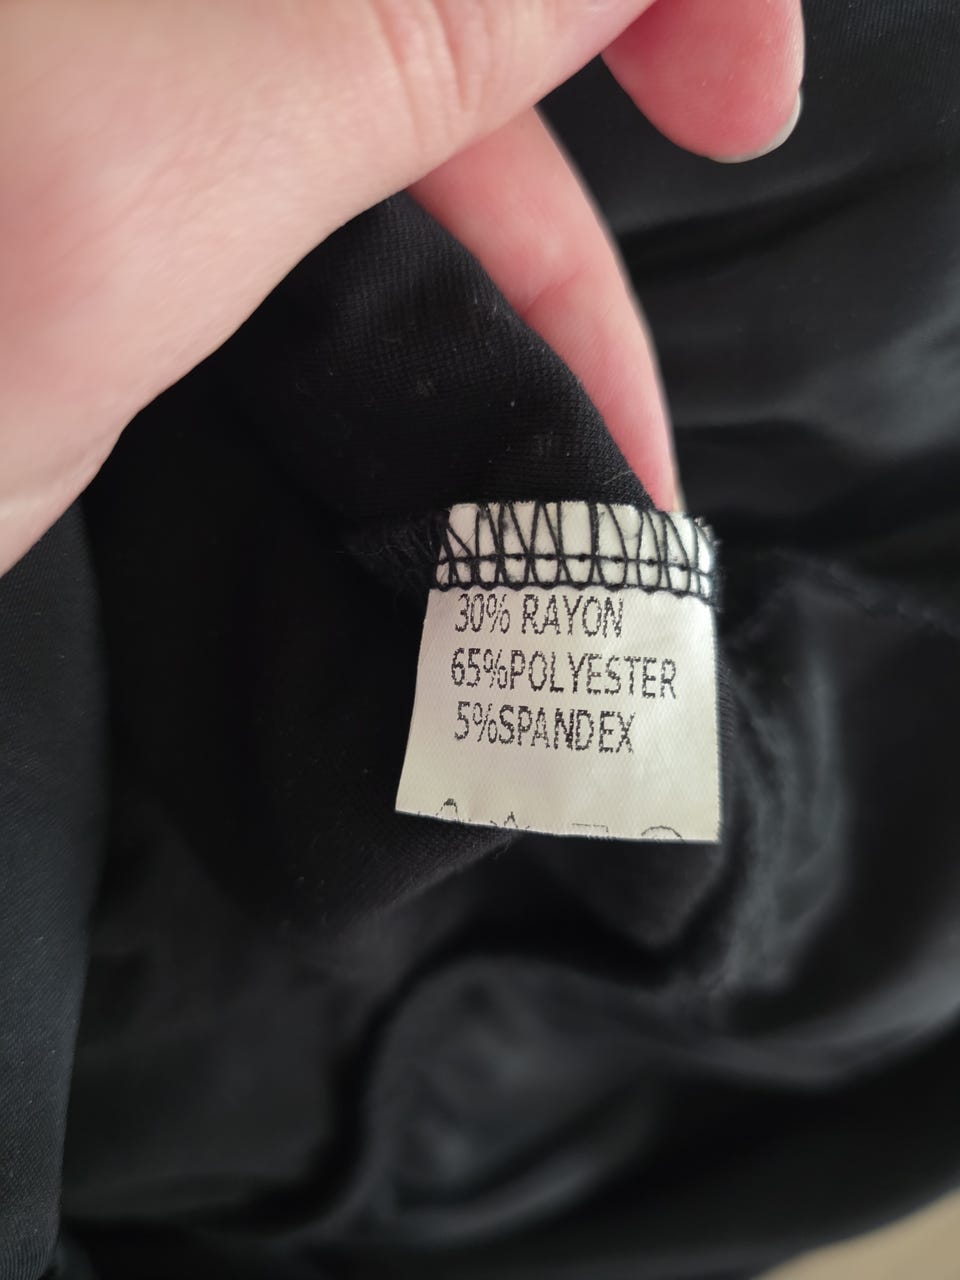 30% RAYON
65%POLYESTER
5%SPANDEX